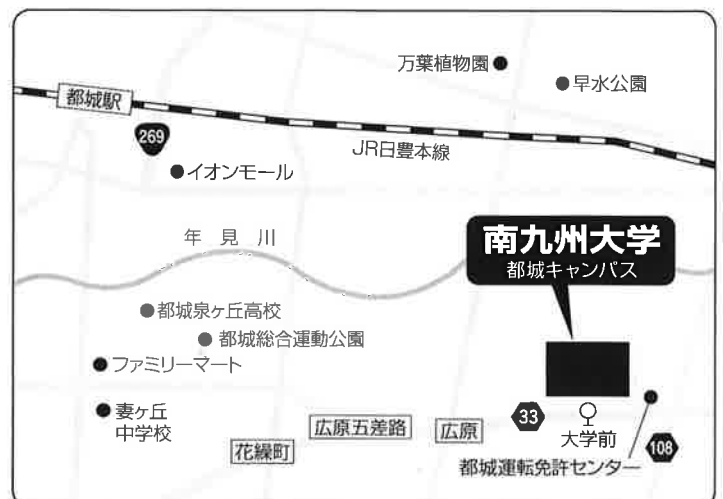 万葉植物園
早水公園
都城駅
269
JR日豊本線
イオンモール
年見川
南九州大学
都城キャンパス
都城泉ヶ丘高校
都城総合運動公園
ファミリーマート
妻ヶ丘
中学校
広原五差路
広原
33
花繰町
大学前
108
都城運転免許センター